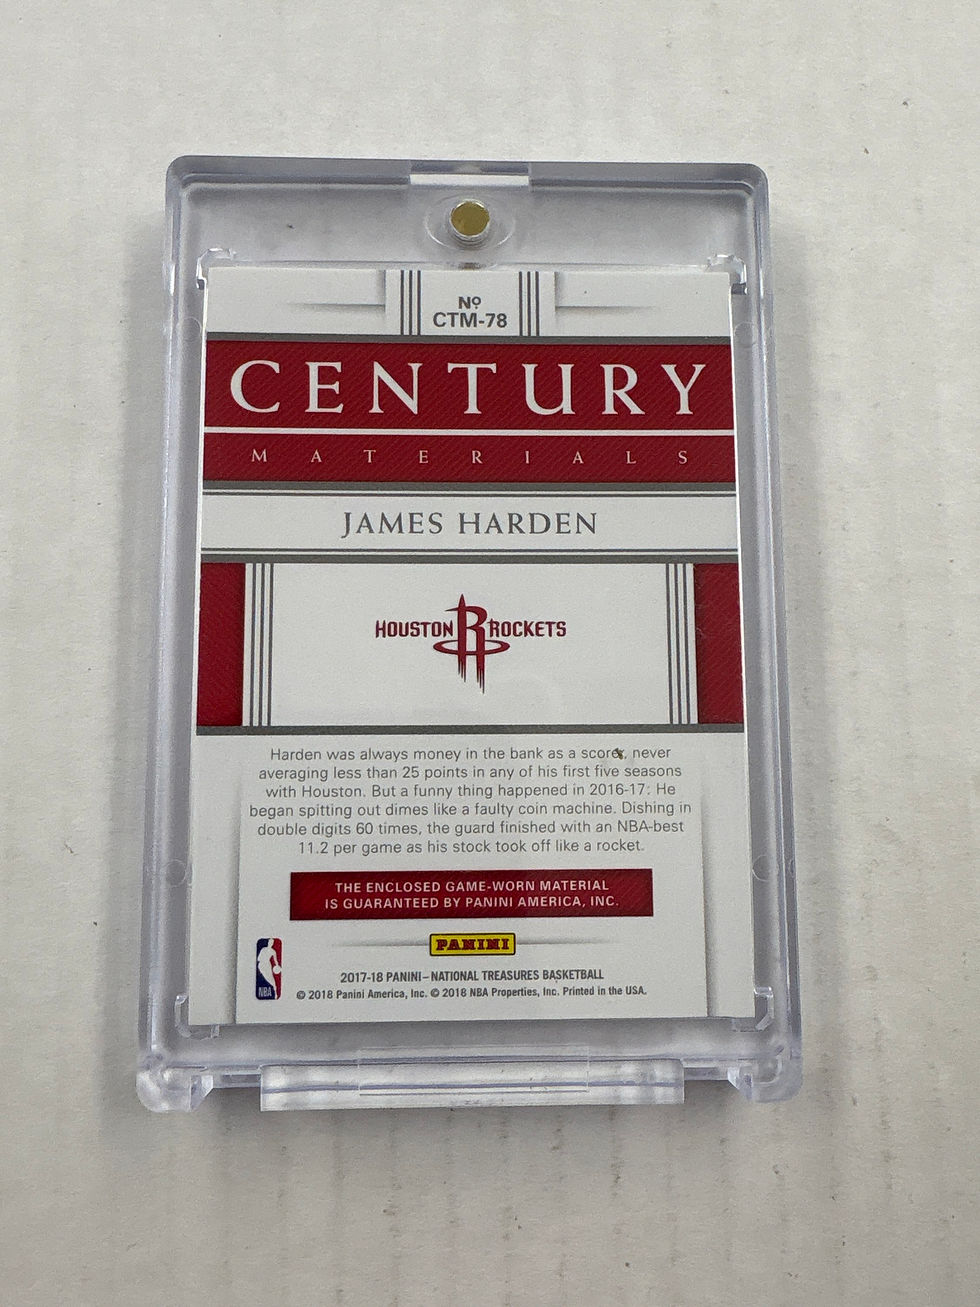 Nº
CTM-78
CENTURY
MATERIALS
JAMES HARDEN
HOUSTON R ROCKETS
Harden was always money in the bank as a scorer, never
averaging less than 25 points in any of his first five seasons
with Houston. But a funny thing happened in 2016-17: He
began spitting out dimes like a faulty coin machine. Dishing in
double digits 60 times, the guard finished with an NBA-best
11.2 per game as his stock took off like a rocket.
THE ENCLOSED GAME-WORN MATERIAL
IS GUARANTEED BY PANINI AMERICA, INC.
PANINI
NBA
2017-18 PANINI–NATIONAL TREASURES BASKETBALL
© 2018 Panini America, Inc. © 2018 NBA Properties, Inc. Printed in the USA.